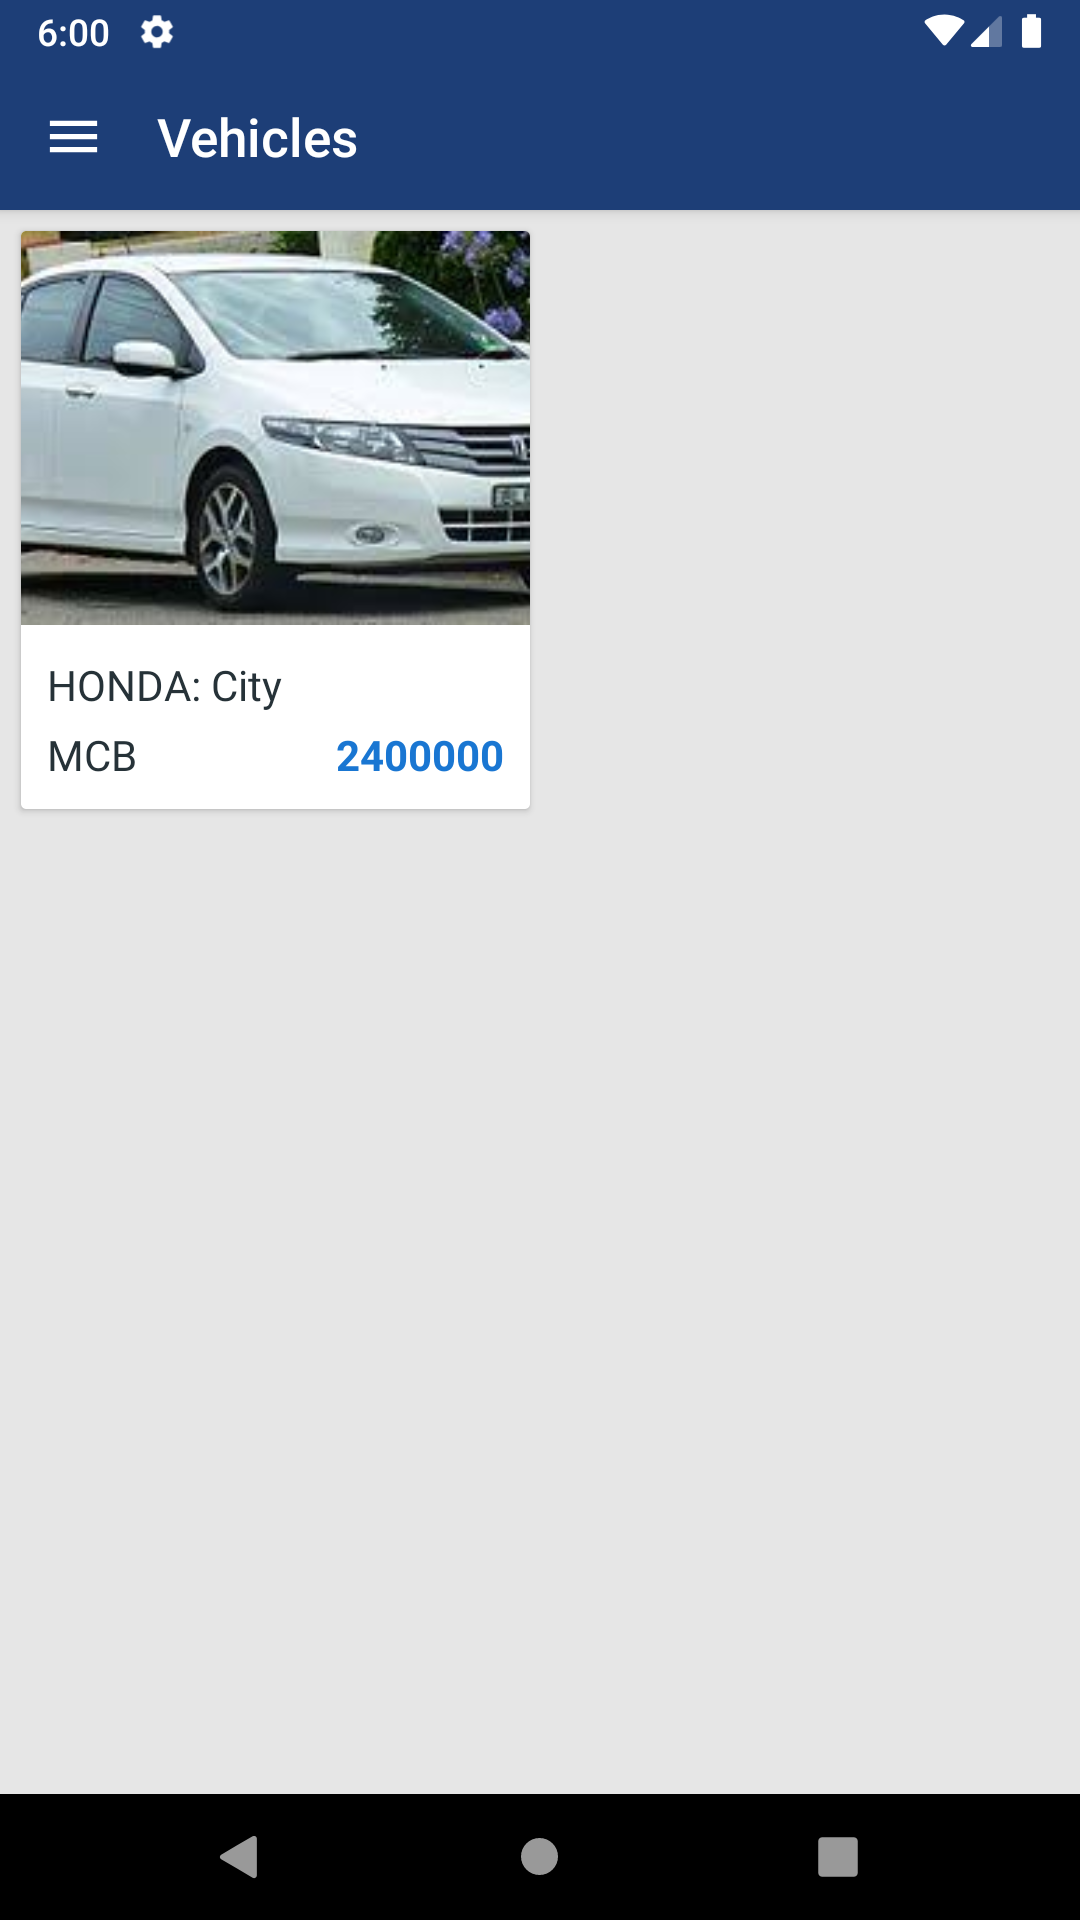 6:00
Vehicles
HONDA: City
MCB 2400000